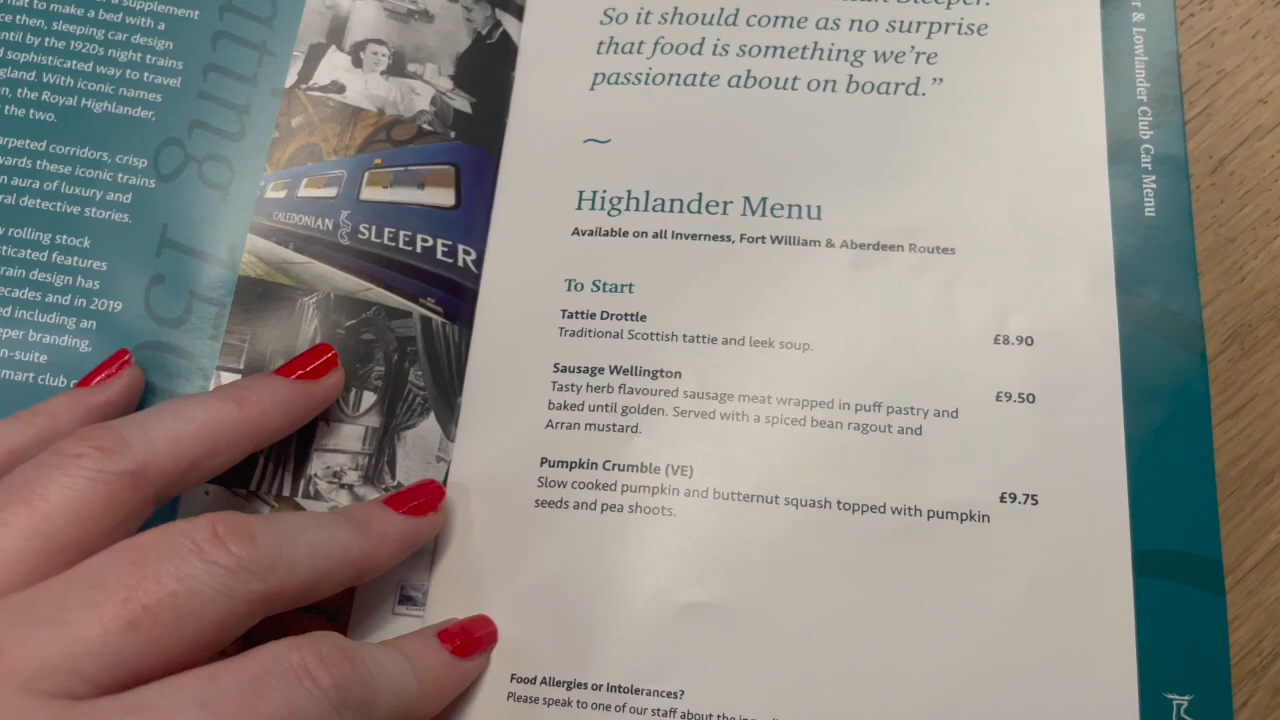 supplement
flat to make a bed with a
ce then, sleeping car design
ntil by the 1920s night trains
sophisticated way to travel
gland. With iconic names
n, the Royal Highlander,
the two.
arpeted corridors, crisp
wards these iconic trains
n aura of luxury and
ral detective stories.
rolling stock
sticated features
rain design has
ecades and in 2019
ed including an
eper branding,
n-suite
smart club c
ating 150
CALEDONIAN SLEEPER
Sleeper.
So it should come as no surprise
that food is something we’re
passionate about on board.”
~
Highlander Menu
Available on all Inverness, Fort William & Aberdeen Routes
To Start
Tattie Drottle
Traditional Scottish tattie and leek soup.
£8.90
Sausage Wellington
Tasty herb flavoured sausage meat wrapped in puff pastry and
baked until golden. Served with a spiced bean ragout and
Arran mustard.
£9.50
Pumpkin Crumble (VE)
Slow cooked pumpkin and butternut squash topped with pumpkin
seeds and pea shoots.
£9.75
Food Allergies or Intolerances?
Please speak to one of our staff about the
r & Lowlander Club Car Menu